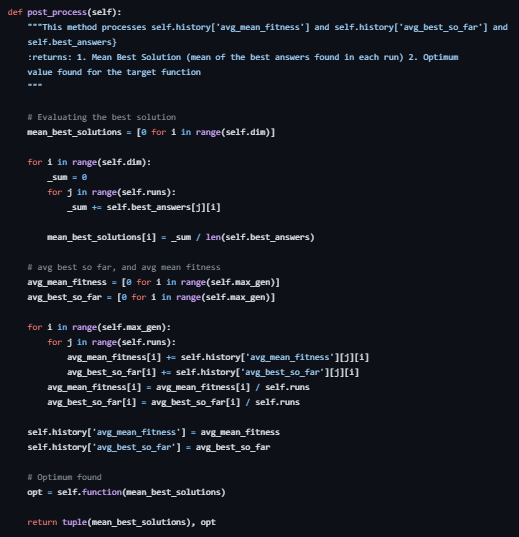 def post_process(self):
    """This method processes self.history['avg_mean_fitness'] and self.history['avg_best_so_far'] and
    self.best_answers}
    :returns: 1. Mean Best Solution (mean of the best answers found in each run) 2. Optimum
    value found for the target function
    """
    # Evaluating the best solution
    mean_best_solutions = [0 for i in range(self.dim)]
    for i in range(self.dim):
        _sum = 0
        for j in range(self.runs):
            _sum += self.best_answers[j][i]
        mean_best_solutions[i] = _sum / len(self.best_answers)
    # avg best so far, and avg mean fitness
    avg_mean_fitness = [0 for i in range(self.max_gen)]
    avg_best_so_far = [0 for i in range(self.max_gen)]
    for i in range(self.max_gen):
        for j in range(self.runs):
            avg_mean_fitness[i] += self.history['avg_mean_fitness'][j][i]
            avg_best_so_far[i] += self.history['avg_best_so_far'][j][i]
        avg_mean_fitness[i] = avg_mean_fitness[i] / self.runs
        avg_best_so_far[i] = avg_best_so_far[i] / self.runs
    self.history['avg_mean_fitness'] = avg_mean_fitness
    self.history['avg_best_so_far'] = avg_best_so_far
    # Optimum found
    opt = self.function(mean_best_solutions)
    return tuple(mean_best_solutions), opt